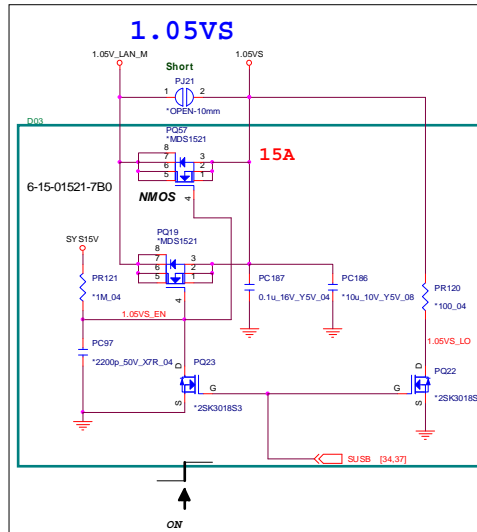 1.05VS
1.05V_LAN_M
1.05VS
Short
PJ21
1
2
*OPEN-10mm
D03
PQ57
*MDS1521
8
7
6
5
3
2
1
4
15A
6-15-01521-7B0
NMOS
SYS15V
PQ19
*MDS1521
8
7
6
5
3
2
1
4
PR121
*1M_04
PC187
0.1u_16V_Y5V_04
PC186
*10u_10V_Y5V_08
PR120
*100_04
1.05VS_EN
1.05VS_LO
PC97
*2200p_50V_X7R_04
D
PQ23
G
S
*2SK3018S3
D
PQ22
G
S
*2SK3018S
SUSB [34,37]
ON